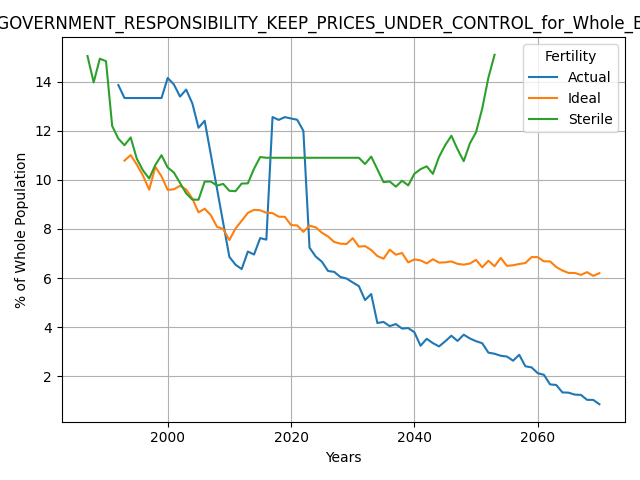 GOVERNMENT_RESPONSIBILITY_KEEP_PRICES_UNDER_CONTROL_for_Whole_E
Fertility
Actual
Ideal
Sterile
% of Whole Population
14
12
10
8
6
4
2
2000
2020
2040
2060
Years